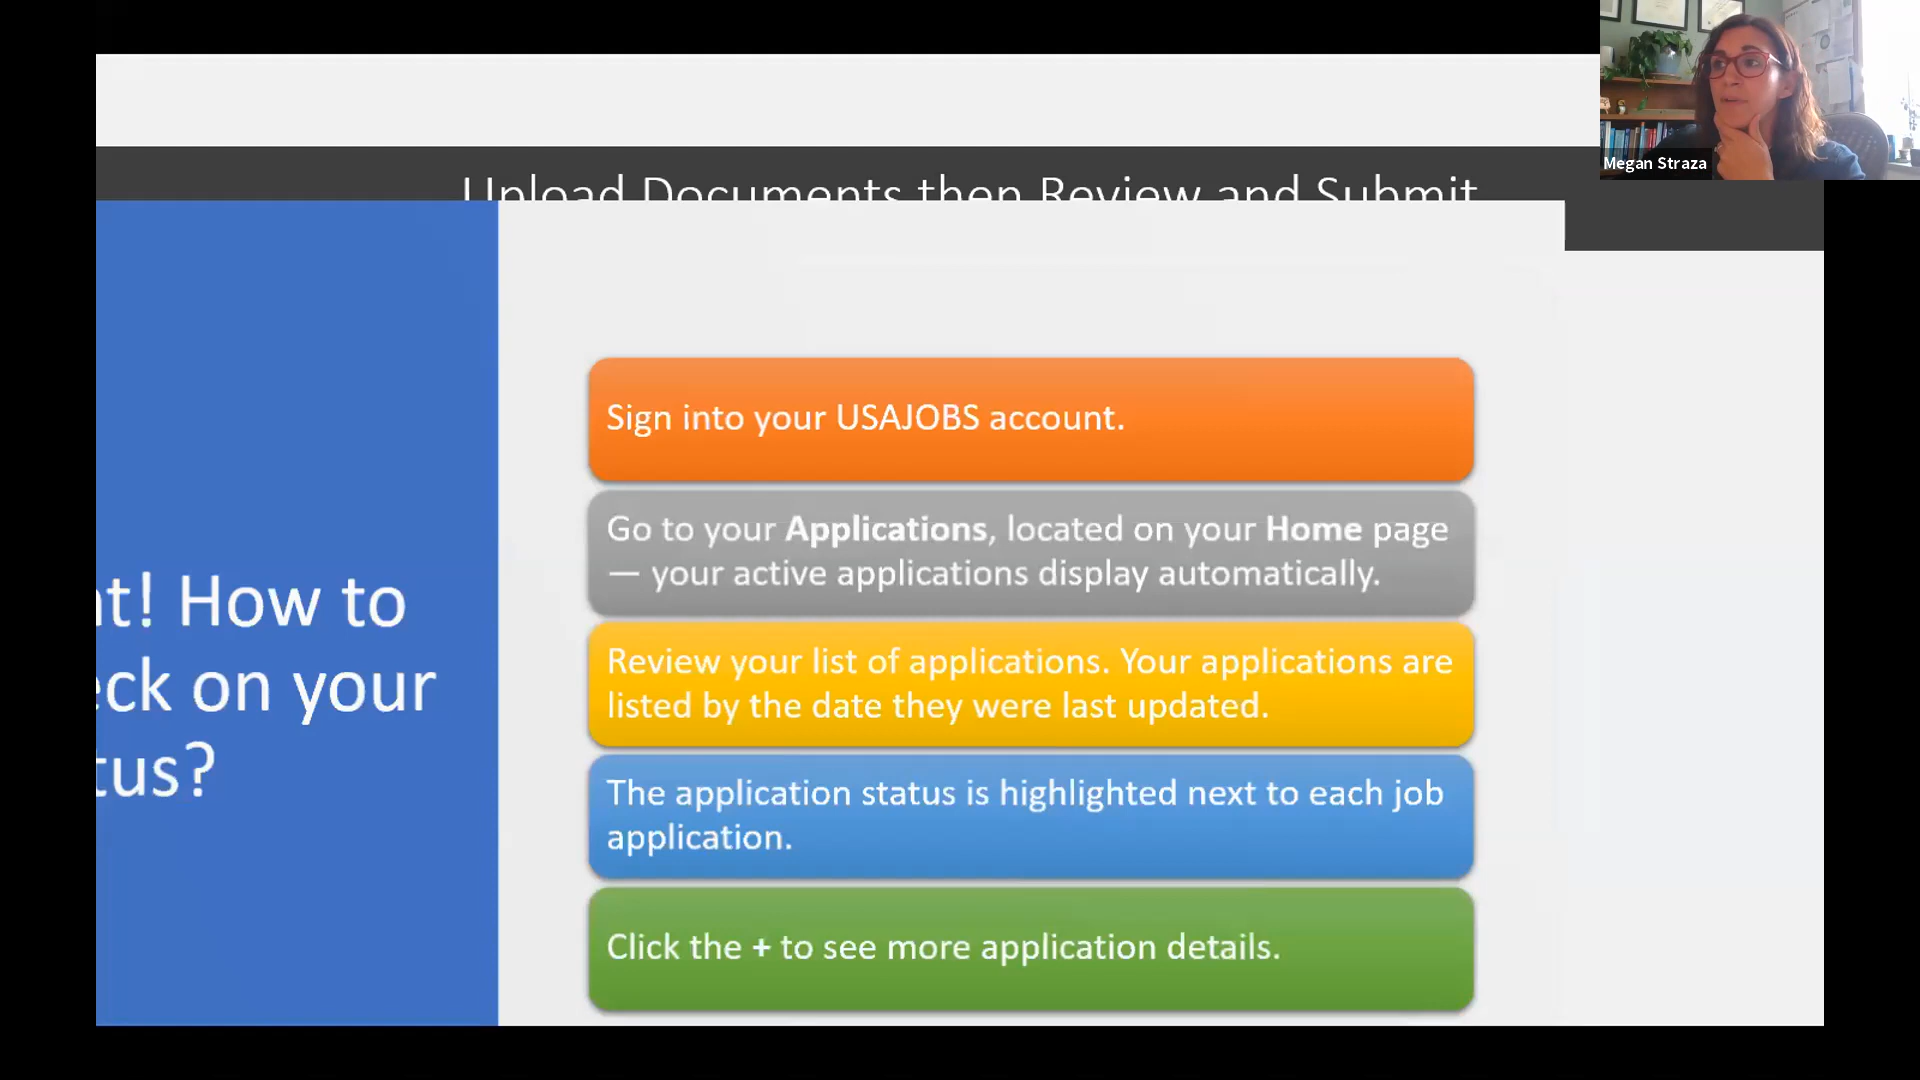 Megan Straza
Upload Documents then Review and Submit
How to
on your
Sign into your USAJOBS account.
Go to your Applications, located on your Home page
— your active applications display automatically.
Review your list of applications. Your applications are
listed by the date they were last updated.
The application status is highlighted next to each job
application.
Click the + to see more application details.